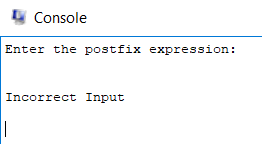 Console
Enter the postfix expression:
Incorrect Input